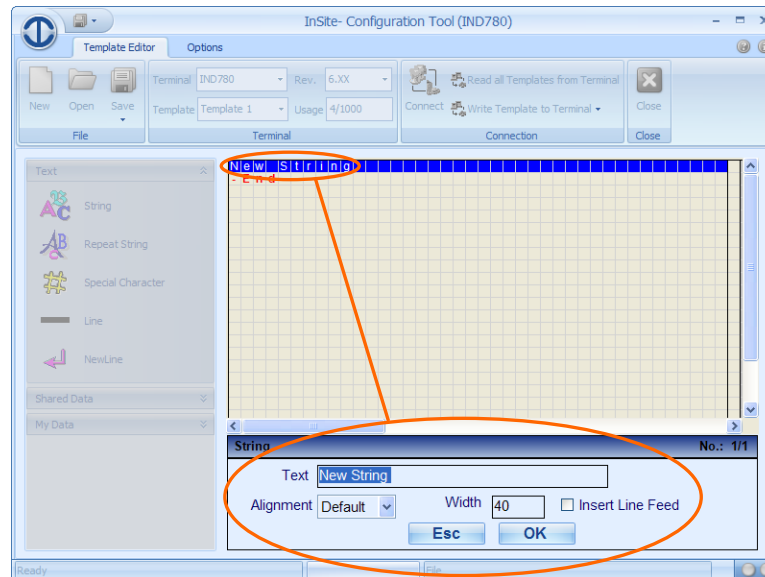 InSite- Configuration Tool (IND780)
Template Editor Options
New Open Save
File
Terminal IND780 Rev. 6.XX
Template Template 1 Usage 4/1000
Terminal
Connect Read all Templates from Terminal
Write Template to Terminal
Connection
Close
Close
Text
String
Repeat String
Special Character
Line
NewLine
Shared Data
My Data
New String
- End
String No.: 1/1
Text New String
Alignment Default Width 40 Insert Line Feed
Esc OK
Ready File